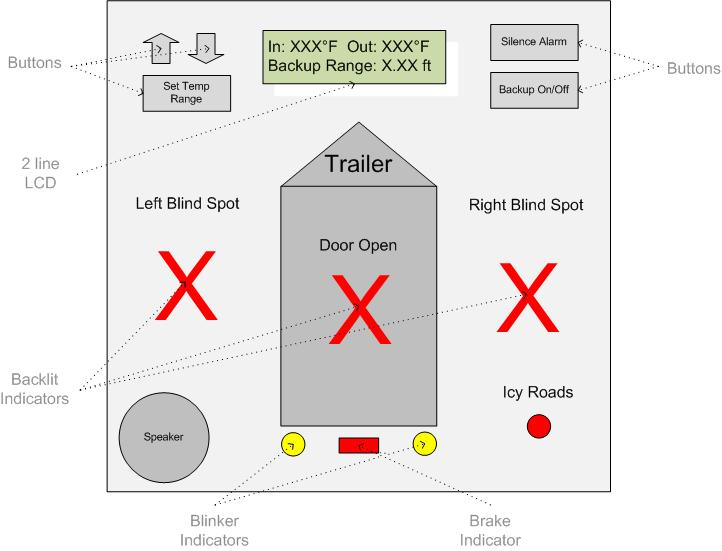 In: XXX°F  Out: XXX°F
Backup Range: X.XX ft
Silence Alarm
Buttons
Set Temp
Range
Backup On/Off
Buttons
2 line
LCD
Trailer
Left Blind Spot
Right Blind Spot
Door Open
Backlit
Indicators
Icy Roads
Speaker
Blinker
Indicators
Brake
Indicator